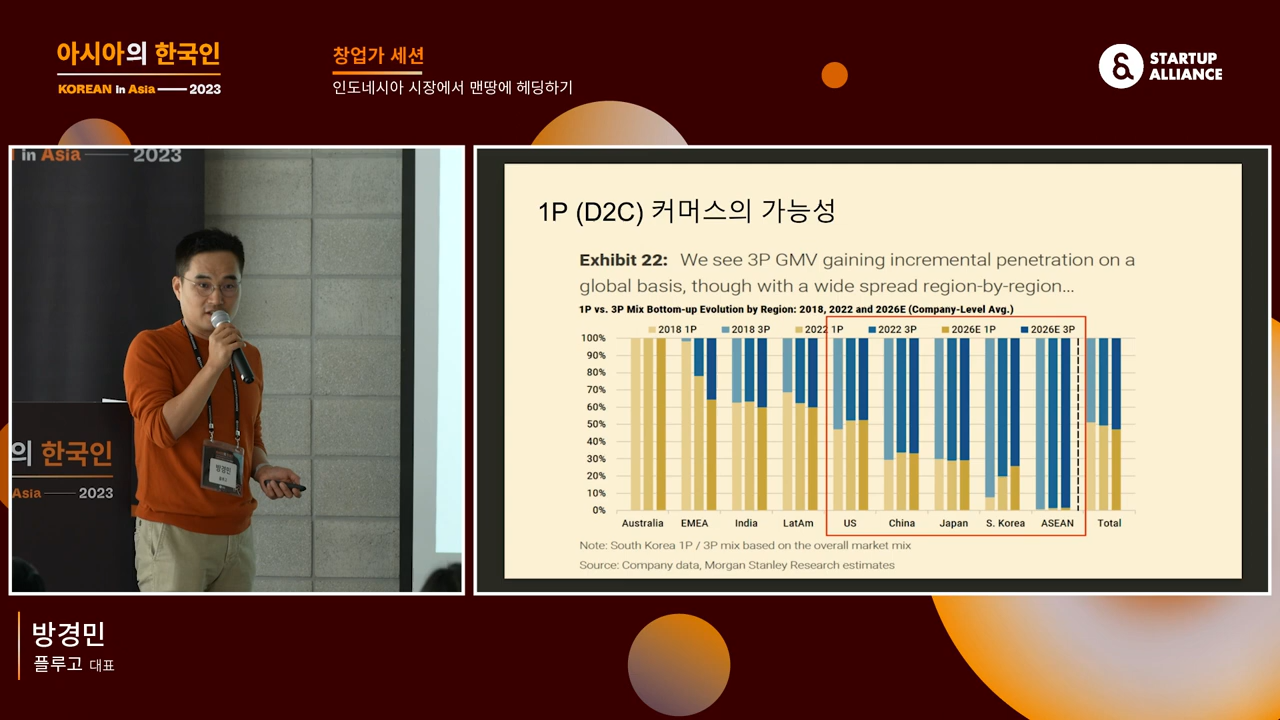 아시아의 한국인
KOREAN in Asia 2023
창업가 세션
인도네시아 시장에서 맨땅에 헤딩하기
STARTUP
ALLIANCE
in Asia 2023
의 한국인
Asia 2023
방경민
플루고
1P (D2C) 커머스의 가능성
Exhibit 22: We see 3P GMV gaining incremental penetration on a
global basis, though with a wide spread region-by-region...
1P vs. 3P Mix Bottom-up Evolution by Region: 2018, 2022 and 2026E (Company-Level Avg.)
2018 1P 2018 3P 2022 1P 2022 3P 2026E 1P 2026E 3P
100%
90%
80%
70%
60%
50%
40%
30%
20%
10%
0%
Australia EMEA India LatAm US China Japan S. Korea ASEAN Total
Note: South Korea 1P / 3P mix based on the overall market mix
Source: Company data, Morgan Stanley Research estimates
방경민
플루고 대표